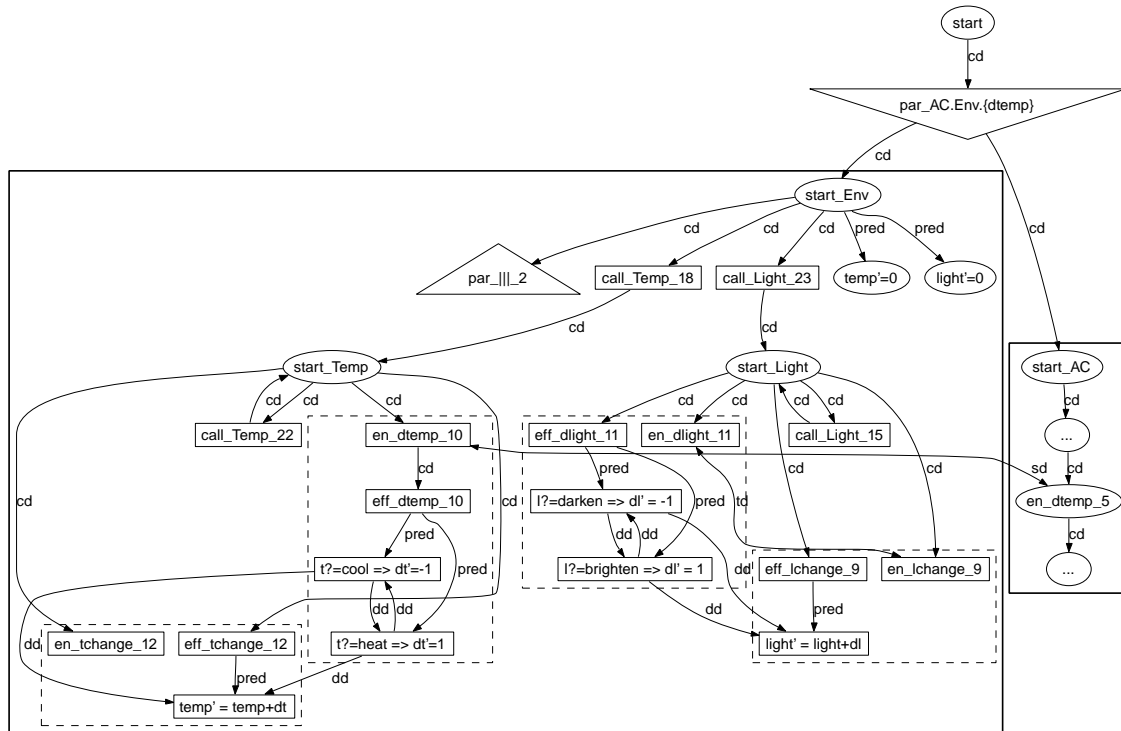 start
cd
par_AC.Env.{dtemp}
cd
cd
start_Env
cd
cd
cd
pred
pred
par_|||_2
call_Temp_18
call_Light_23
temp’=0
light’=0
cd
cd
start_Temp
start_Light
start_AC
cd
cd
cd
cd
cd
cd
cd
cd
call_Temp_22
en_dtemp_10
eff_dlight_11
en_dlight_11
call_Light_15
...
cd
pred
cd
cd
sd
cd
cd
cd
eff_dtemp_10
l?=darken => dl’ = -1
pred
td
en_dtemp_5
pred
dd
dd
cd
t?=cool => dt’=-1
pred
l?=brighten => dl’ = 1
dd
eff_lchange_9
en_lchange_9
...
dd
dd
dd
pred
dd
en_tchange_12
eff_tchange_12
t?=heat => dt’=1
light’ = light+dl
pred
dd
temp’ = temp+dt